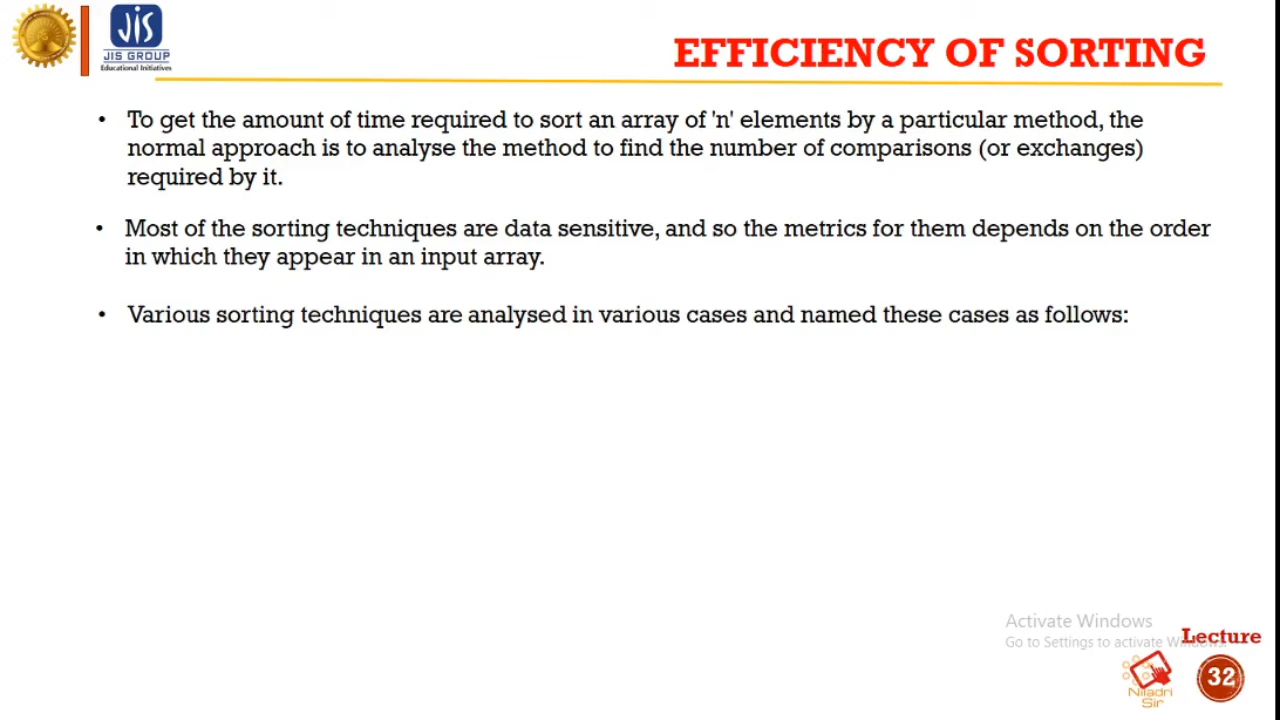 JIS
JIS GROUP
Educational Initiatives
EFFICIENCY OF SORTING
• To get the amount of time required to sort an array of 'n' elements by a particular method, the
normal approach is to analyse the method to find the number of comparisons (or exchanges)
required by it.
• Most of the sorting techniques are data sensitive, and so the metrics for them depends on the order
in which they appear in an input array.
• Various sorting techniques are analysed in various cases and named these cases as follows:
Activate Windows
Go to Settings to activate Windows.
Lecture
32
Niladri
Sir